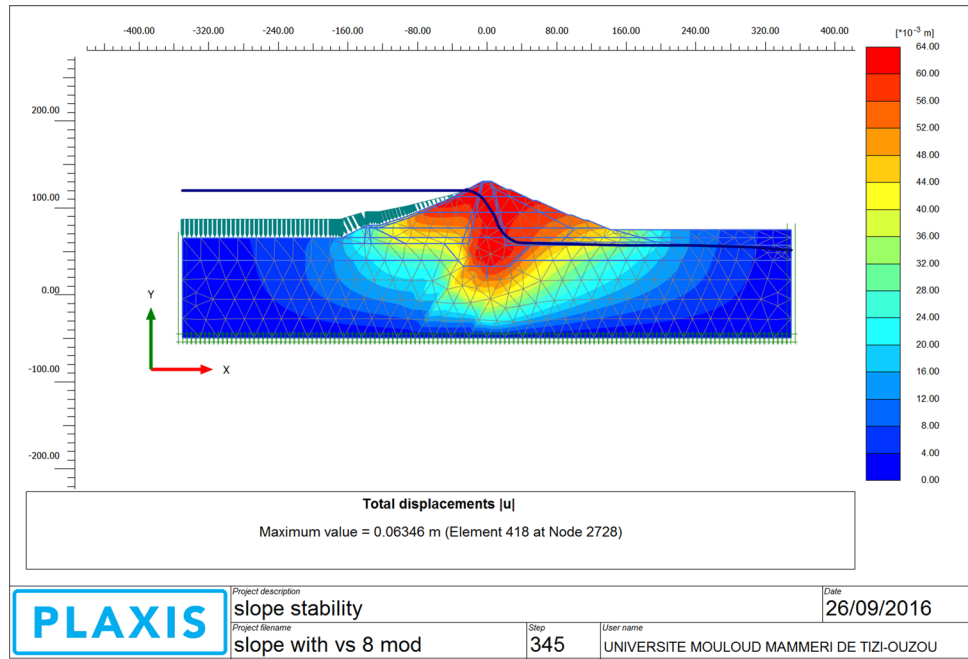 -400.00 -320.00 -240.00 -160.00 -80.00 0.00 80.00 160.00 240.00 320.00 400.00
[*10⁻³ m]
64.00
60.00
56.00
52.00
48.00
44.00
40.00
36.00
32.00
28.00
24.00
20.00
16.00
12.00
8.00
4.00
0.00
200.00
100.00
0.00
-100.00
-200.00
Y
X
Total displacements |u|
Maximum value = 0.06346 m (Element 418 at Node 2728)
PLAXIS
Project description
slope stability
Date
26/09/2016
Project filename
slope with vs 8 mod
Step
345
User name
UNIVERSITE MOULOUD MAMMERI DE TIZI-OUZOU